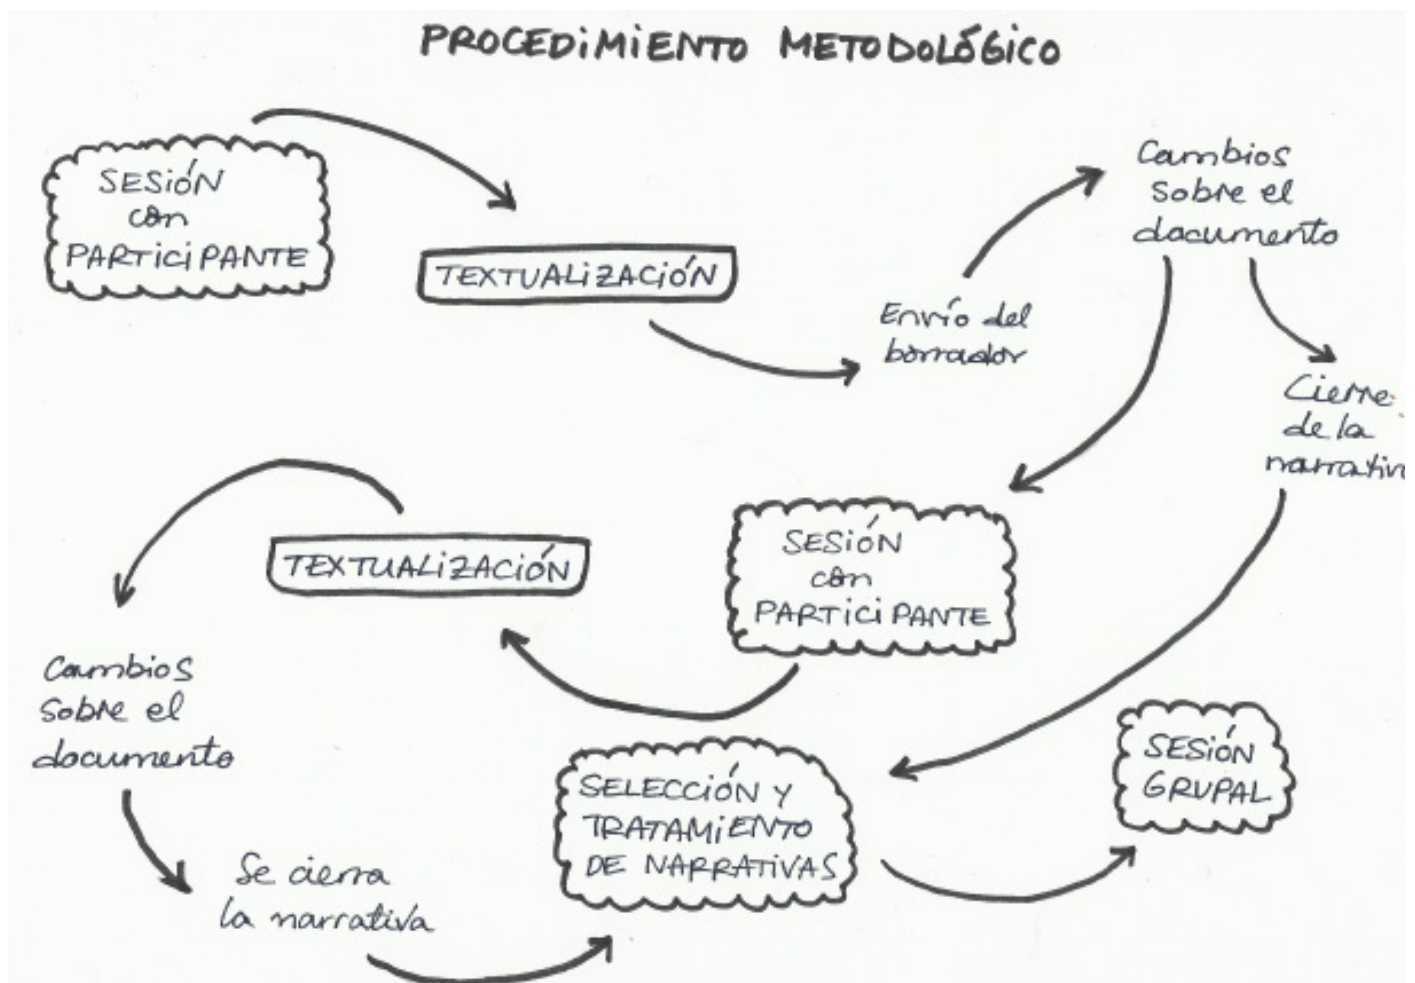 PROCEDIMIENTO METODOLÓGICO
SESIÓN
con
PARTICIPANTE
TEXTUALIZACIÓN
Envío del
borrador
Cambios
sobre el
documento
Cierre
de la
narrativa
SESIÓN
con
PARTICIPANTE
TEXTUALIZACIÓN
Cambios
sobre el
documento
Se cierra
la narrativa
SELECCIÓN Y
TRATAMIENTO
DE NARRATIVAS
SESIÓN
GRUPAL